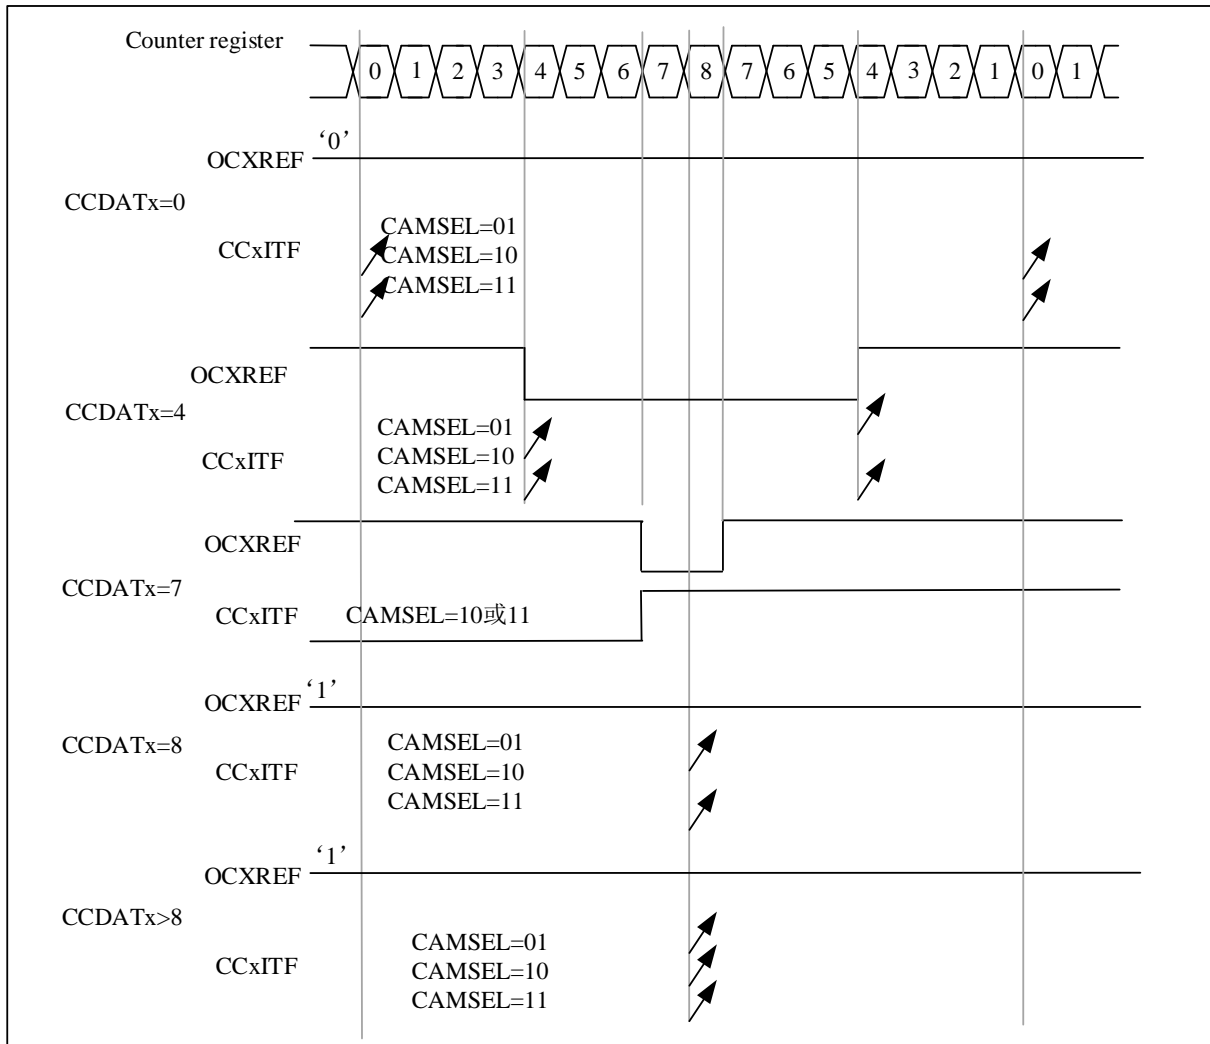 Counter register
0 1 2 3 4 5 6 7 8 7 6 5 4 3 2 1 0 1
‘0’
OCXREF
CCDATx=0
CAMSEL=01
CCxITF
CAMSEL=10
CAMSEL=11
OCXREF
CCDATx=4
CAMSEL=01
CCxITF
CAMSEL=10
CAMSEL=11
OCXREF
CCDATx=7
CCxITF
CAMSEL=10或11
‘1’
OCXREF
CCDATx=8
CAMSEL=01
CCxITF
CAMSEL=10
CAMSEL=11
‘1’
OCXREF
CCDATx>8
CAMSEL=01
CCxITF
CAMSEL=10
CAMSEL=11